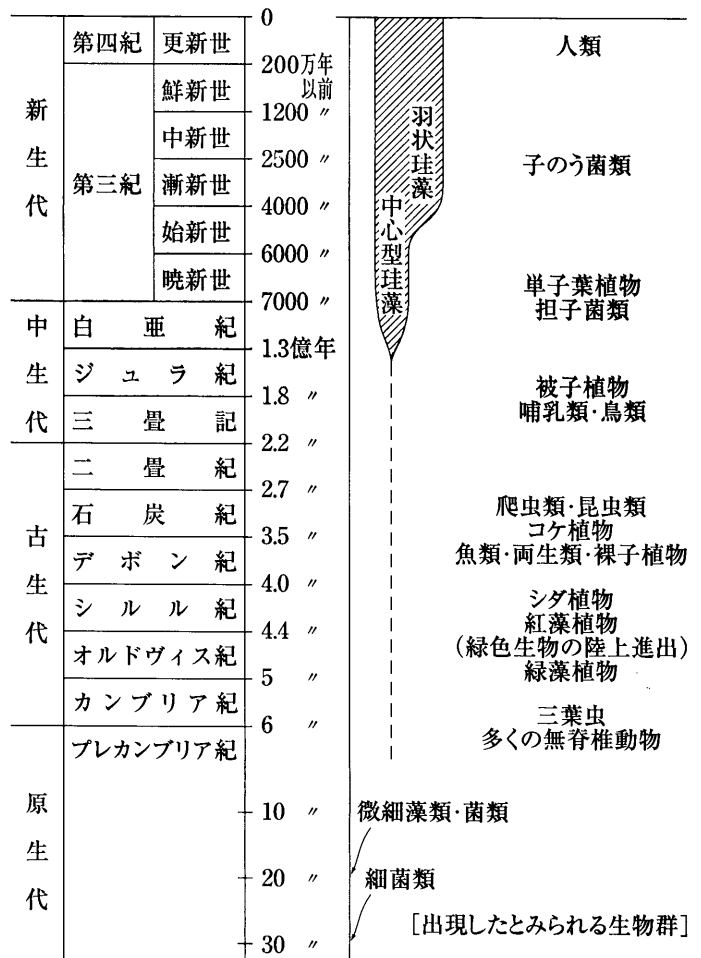 0
第四紀 更新世 人類
200万年以前
鮮新世
1200 〃
中新世
2500 〃
新生代 第三紀 漸新世 羽状珪藻 子のう菌類
4000 〃
始新世 中心型珪藻
6000 〃
暁新世 単子葉植物
担子菌類
7000 〃
中生代 白亜紀
1.3億年
ジュラ紀 被子植物
1.8 〃 哺乳類・鳥類
三畳記
2.2 〃
古生代 二畳紀
2.7 〃
石炭紀 爬虫類・昆虫類
コケ植物
3.5 〃
デボン紀 魚類・両生類・裸子植物
4.0 〃
シルル紀 シダ植物
紅藻植物
4.4 〃
オルドヴィス紀 (緑色生物の陸上進出)
緑藻植物
5 〃
カンブリア紀 三葉虫
6 〃
原生代 プレカンブリア紀 多くの無脊椎動物
10 〃 微細藻類・菌類
20 〃 細菌類
[出現したとみられる生物群]
30 〃